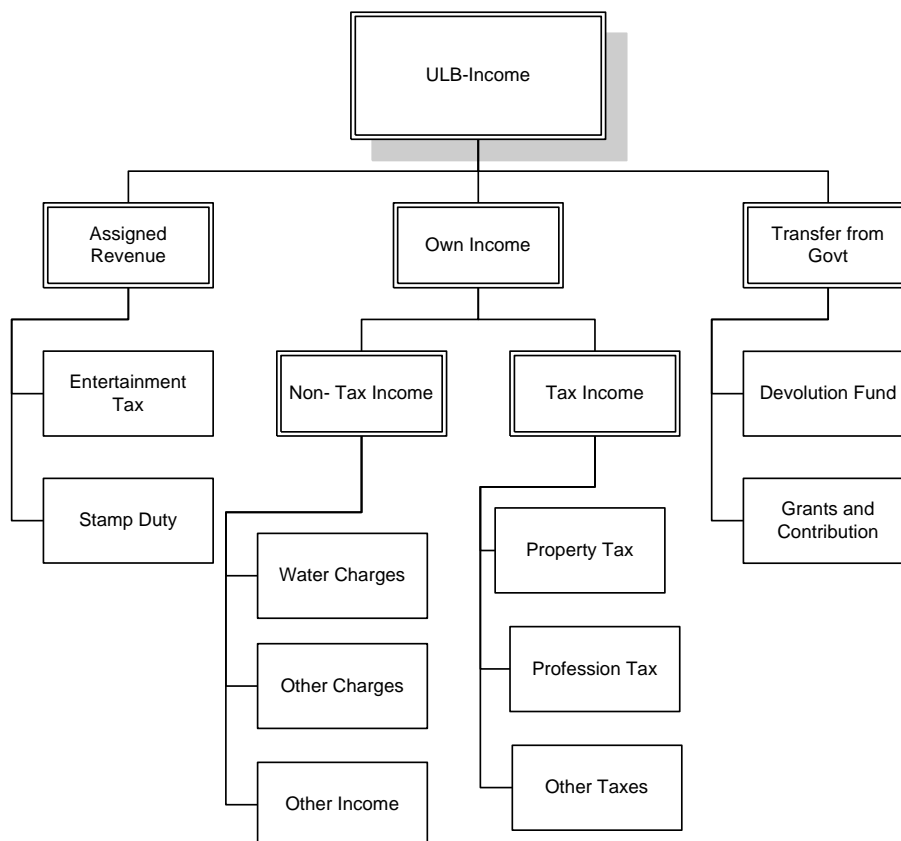 ULB-Income
Assigned
Revenue
Own Income
Transfer from
Govt
Entertainment
Tax
Non- Tax Income
Tax Income
Devolution Fund
Stamp Duty
Grants and
Contribution
Water Charges
Property Tax
Other Charges
Profession Tax
Other Income
Other Taxes